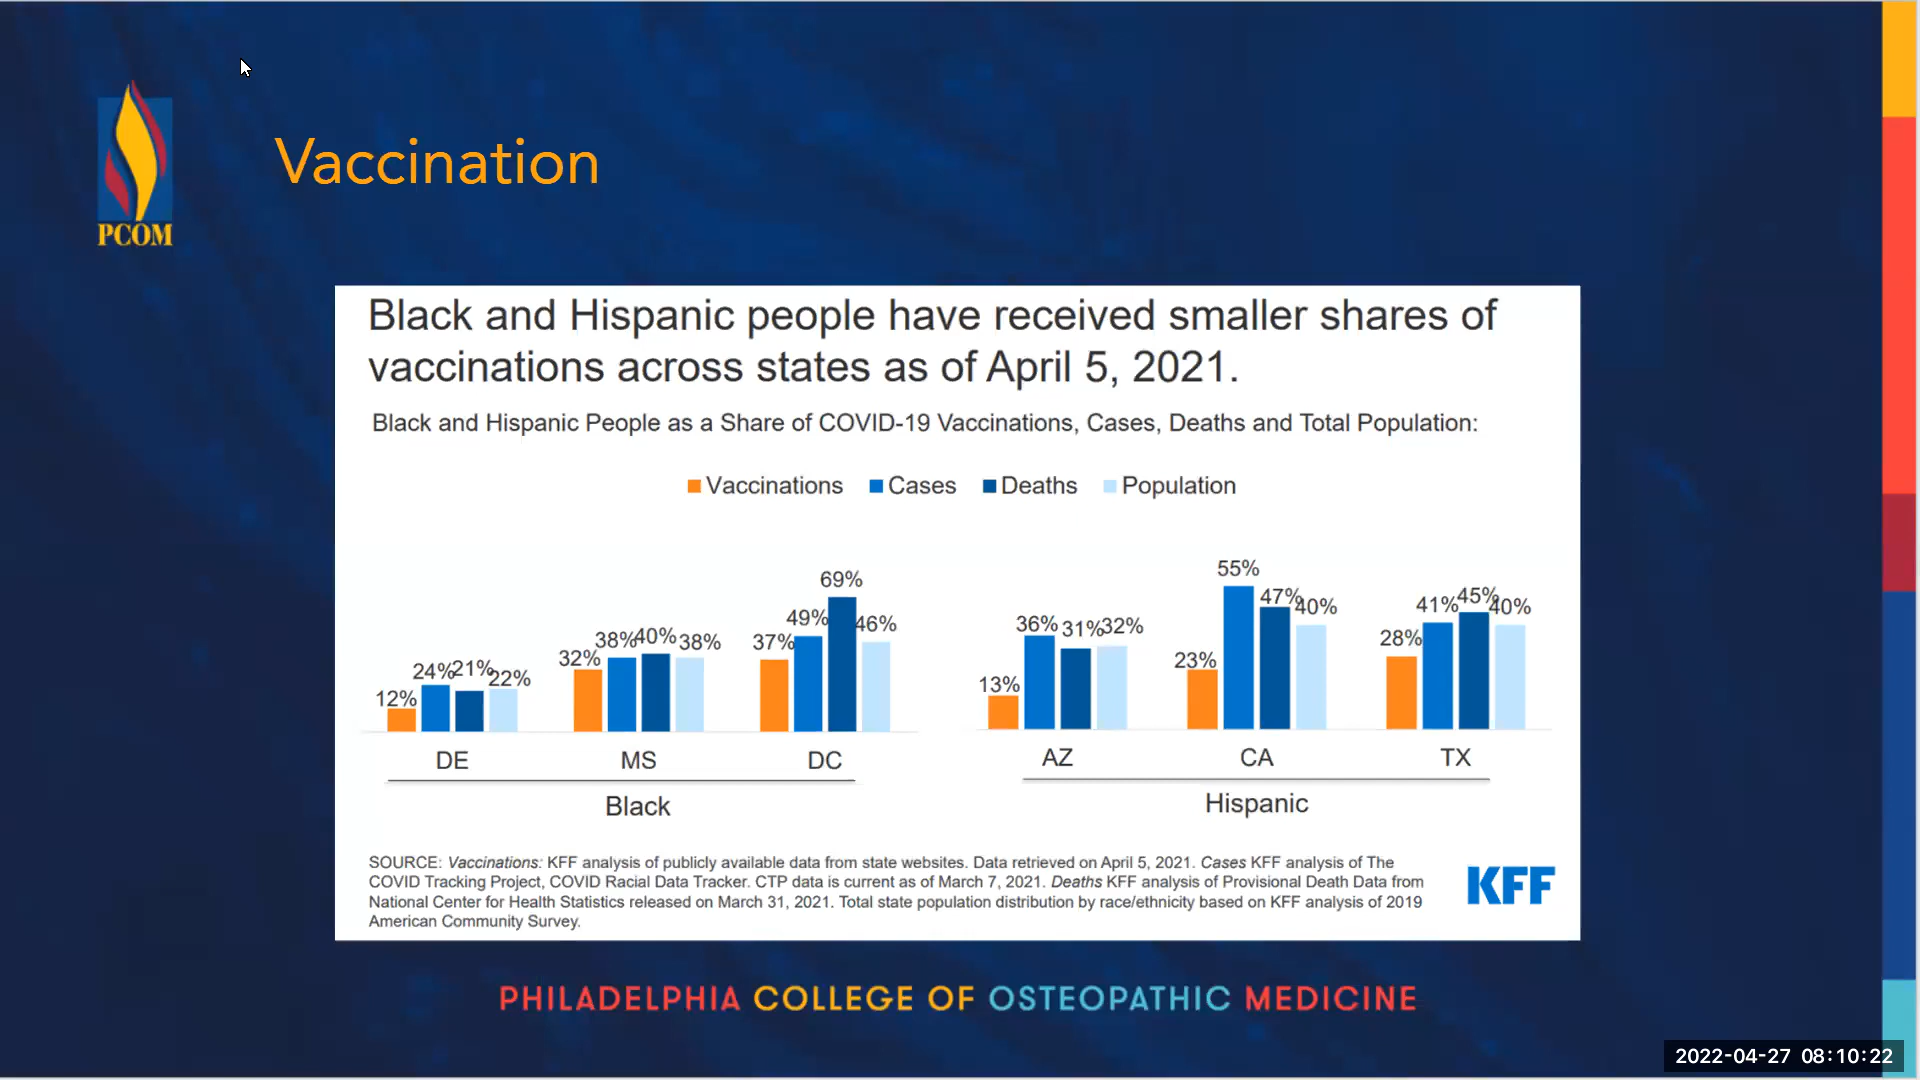 PCOM
Vaccination
Black and Hispanic people have received smaller shares of
vaccinations across states as of April 5, 2021.
Black and Hispanic People as a Share of COVID-19 Vaccinations, Cases, Deaths and Total Population:
Vaccinations Cases Deaths Population
12% 24% 21% 22%
32% 38% 40% 38%
37% 49% 69% 46%
13% 36% 31% 32%
23% 55% 47% 40%
28% 41% 45% 40%
DE MS DC
Black
AZ CA TX
Hispanic
SOURCE: Vaccinations: KFF analysis of publicly available data from state websites. Data retrieved on April 5, 2021. Cases KFF analysis of The
COVID Tracking Project, COVID Racial Data Tracker. CTP data is current as of March 7, 2021. Deaths KFF analysis of Provisional Death Data from
National Center for Health Statistics released on March 31, 2021. Total state population distribution by race/ethnicity based on KFF analysis of 2019
American Community Survey.
KFF
PHILADELPHIA COLLEGE OF OSTEOPATHIC MEDICINE
2022-04-27 08:10:22